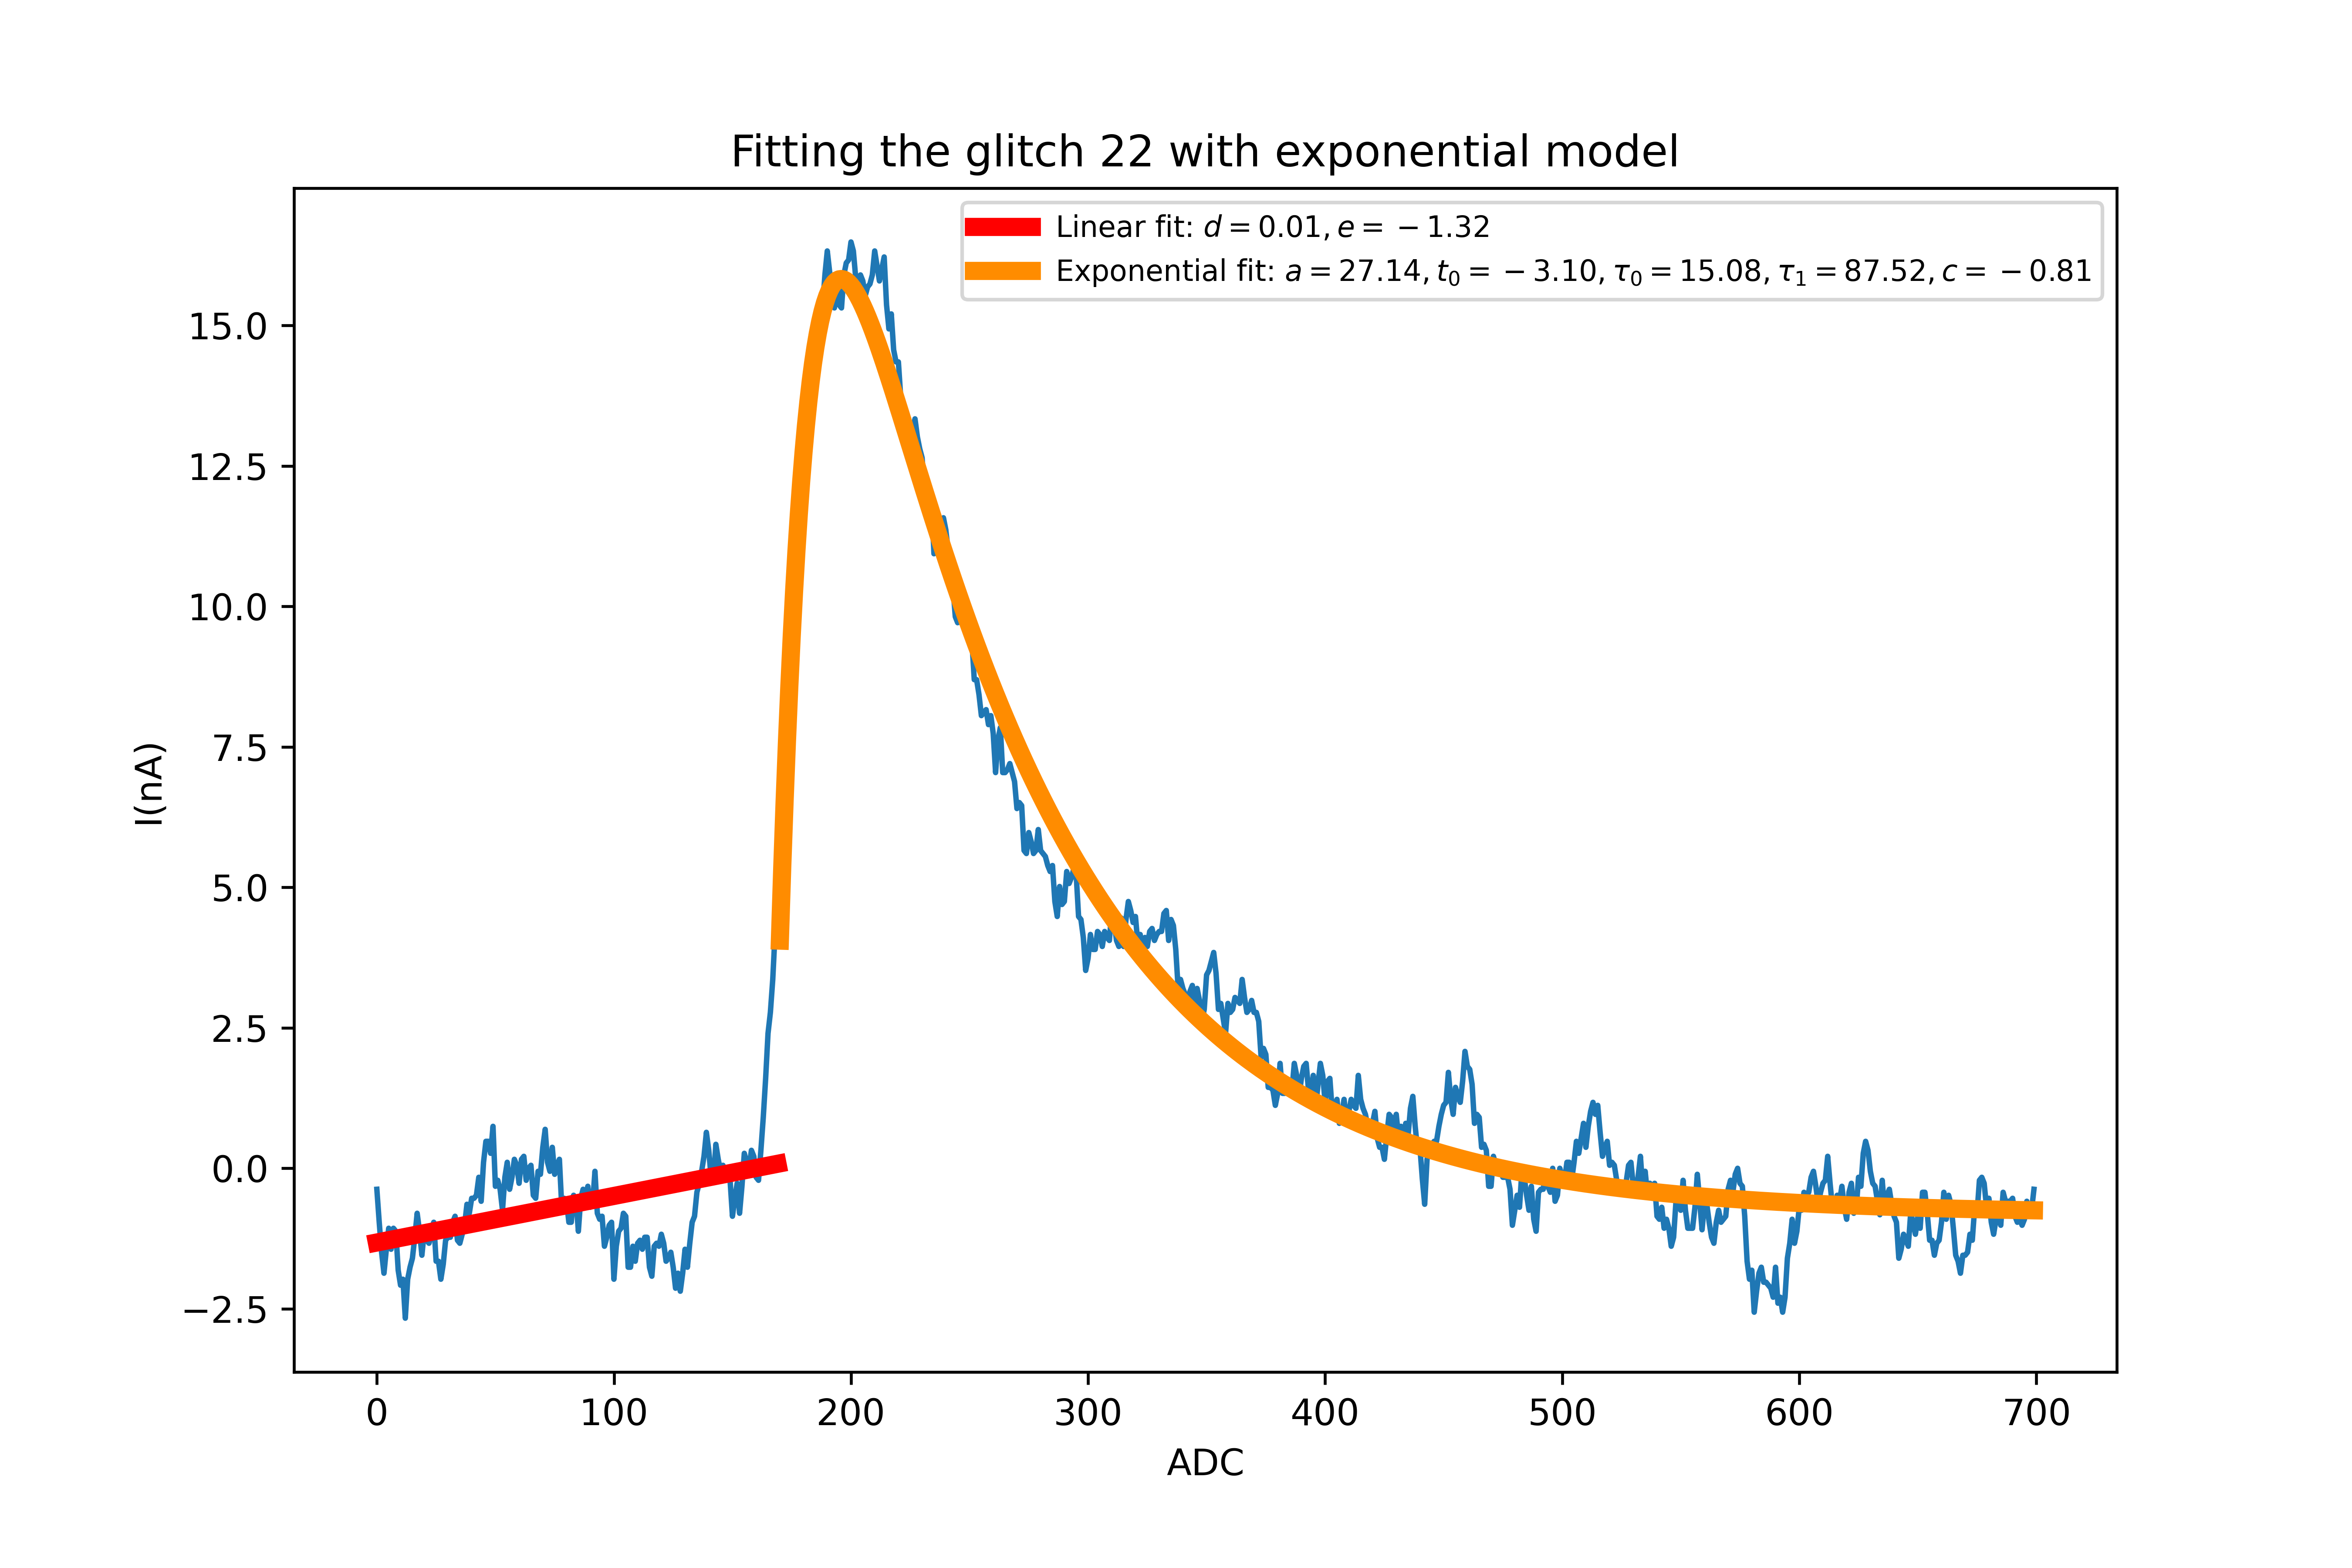 Fitting the glitch 22 with exponential model
Linear fit: d = 0.01, e = −1.32
Exponential fit: a = 27.14, t₀ = −3.10, τ₀ = 15.08, τ₁ = 87.52, c = −0.81
I(nA)
15.0
12.5
10.0
7.5
5.0
2.5
0.0
−2.5
0 100 200 300 400 500 600 700
ADC